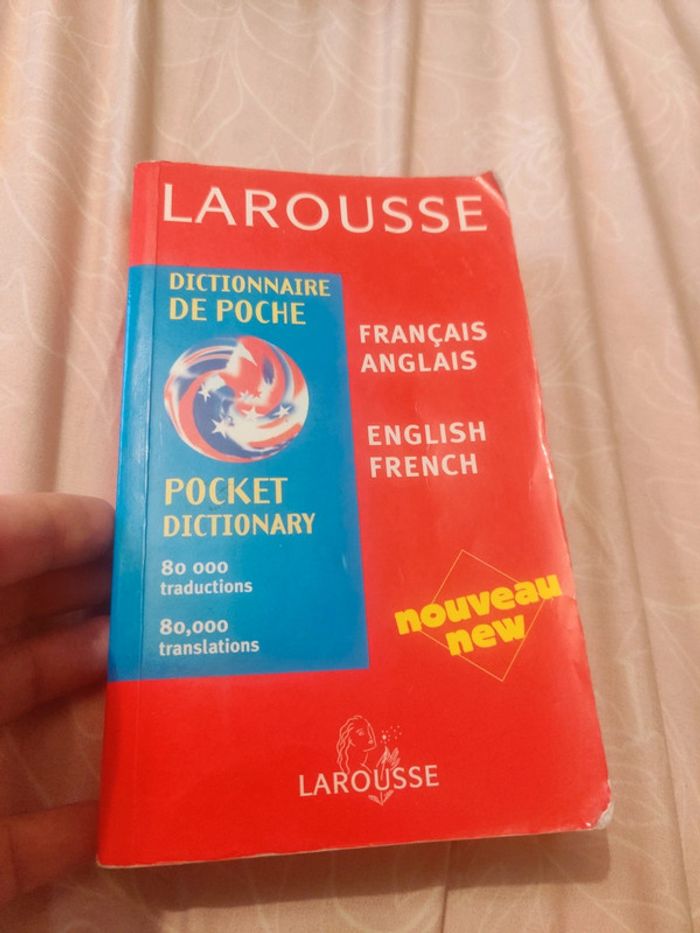 LAROUSSE
DICTIONNAIRE
DE POCHE
FRANÇAIS
ANGLAIS
ENGLISH
FRENCH
POCKET
DICTIONARY
80 000
traductions
80,000
translations
nouveau
new
LAROUSSE